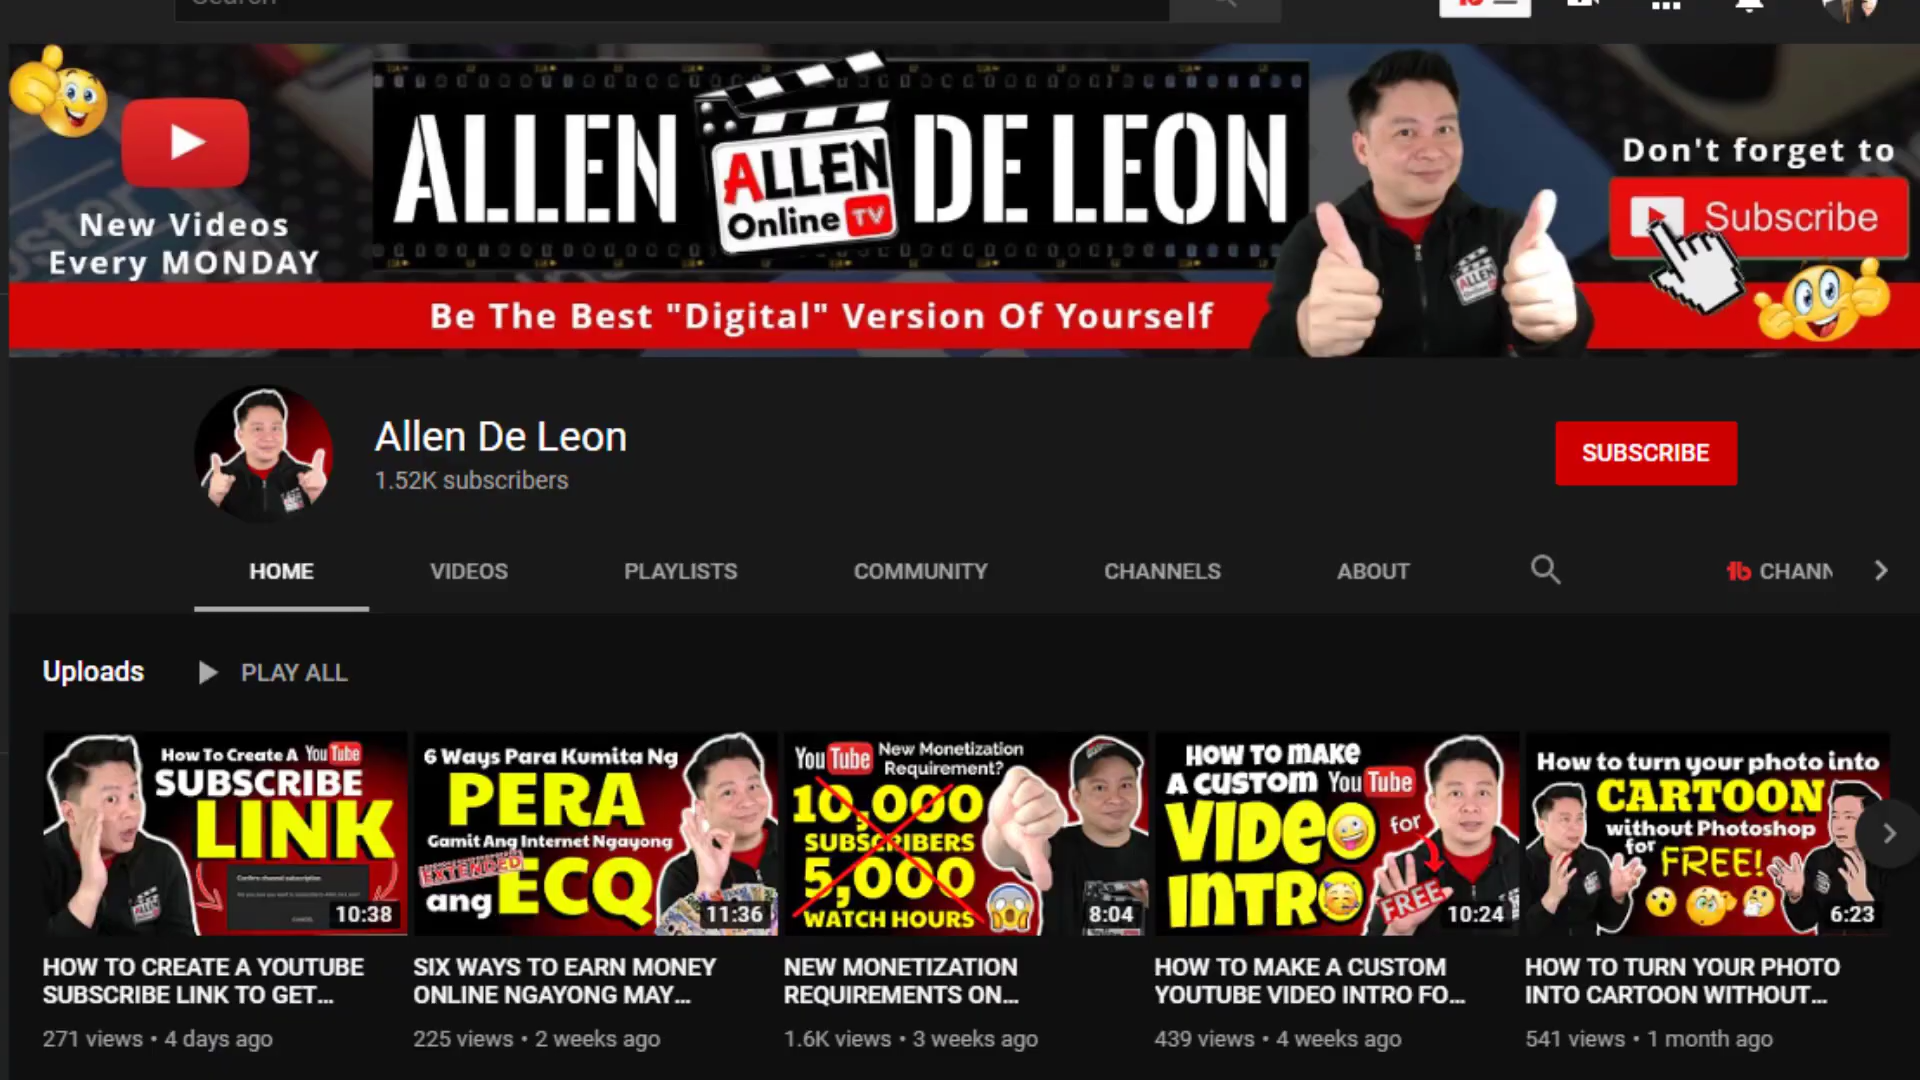 Search
New Videos
Every MONDAY
ALLEN
ALLEN
Online TV
DE LEON
Don't forget to
Subscribe
Be The Best "Digital" Version Of Yourself
Allen De Leon
1.52K subscribers
SUBSCRIBE
HOME
VIDEOS
PLAYLISTS
COMMUNITY
CHANNELS
ABOUT
CHANN
Uploads
PLAY ALL
How To Create A YouTube
SUBSCRIBE
LINK
Confirm channel subscription
CANCEL
10:38
6 Ways Para Kumita Ng
PERA
Gamit Ang Internet Ngayong
EXTENDED
ang ECQ
11:36
YouTube New Monetization
Requirement?
10,000
SUBSCRIBERS
5,000
WATCH HOURS
8:04
HOW TO MAKE
A CUSTOM YouTube
VIDEO for
INTRO
FREE
10:24
How to turn your photo into
CARTOON
without Photoshop
for FREE!
6:23
HOW TO CREATE A YOUTUBE
SUBSCRIBE LINK TO GET...
271 views • 4 days ago
SIX WAYS TO EARN MONEY
ONLINE NGAYONG MAY...
225 views • 2 weeks ago
NEW MONETIZATION
REQUIREMENTS ON...
1.6K views • 3 weeks ago
HOW TO MAKE A CUSTOM
YOUTUBE VIDEO INTRO FO...
439 views • 4 weeks ago
HOW TO TURN YOUR PHOTO
INTO CARTOON WITHOUT...
541 views • 1 month ago